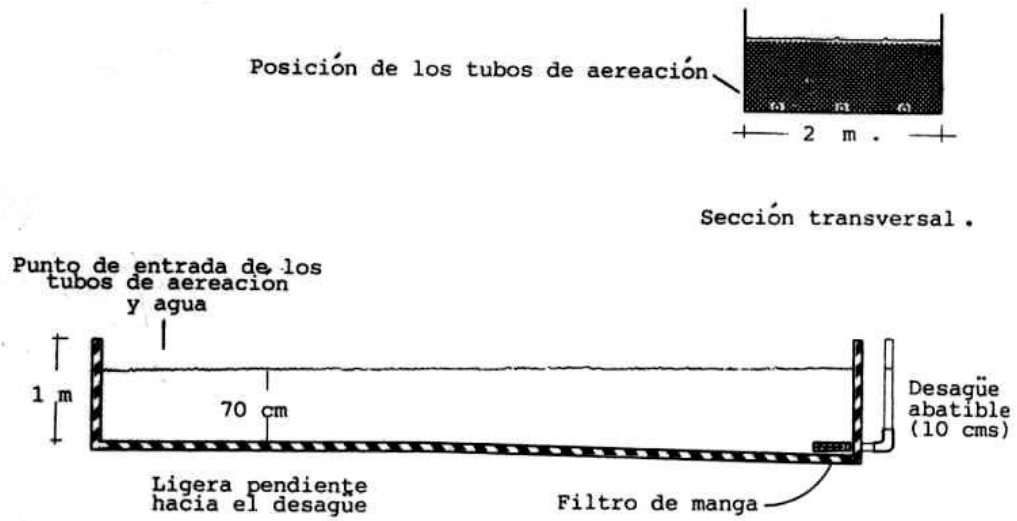 Posición de los tubos de aereación
2 m .
Sección transversal .
Punto de entrada de los
tubos de aereacion
y agua
1 m
70 cm
Desagüe
abatible
(10 cms)
Ligera pendiente
hacia el desagüe
Filtro de manga